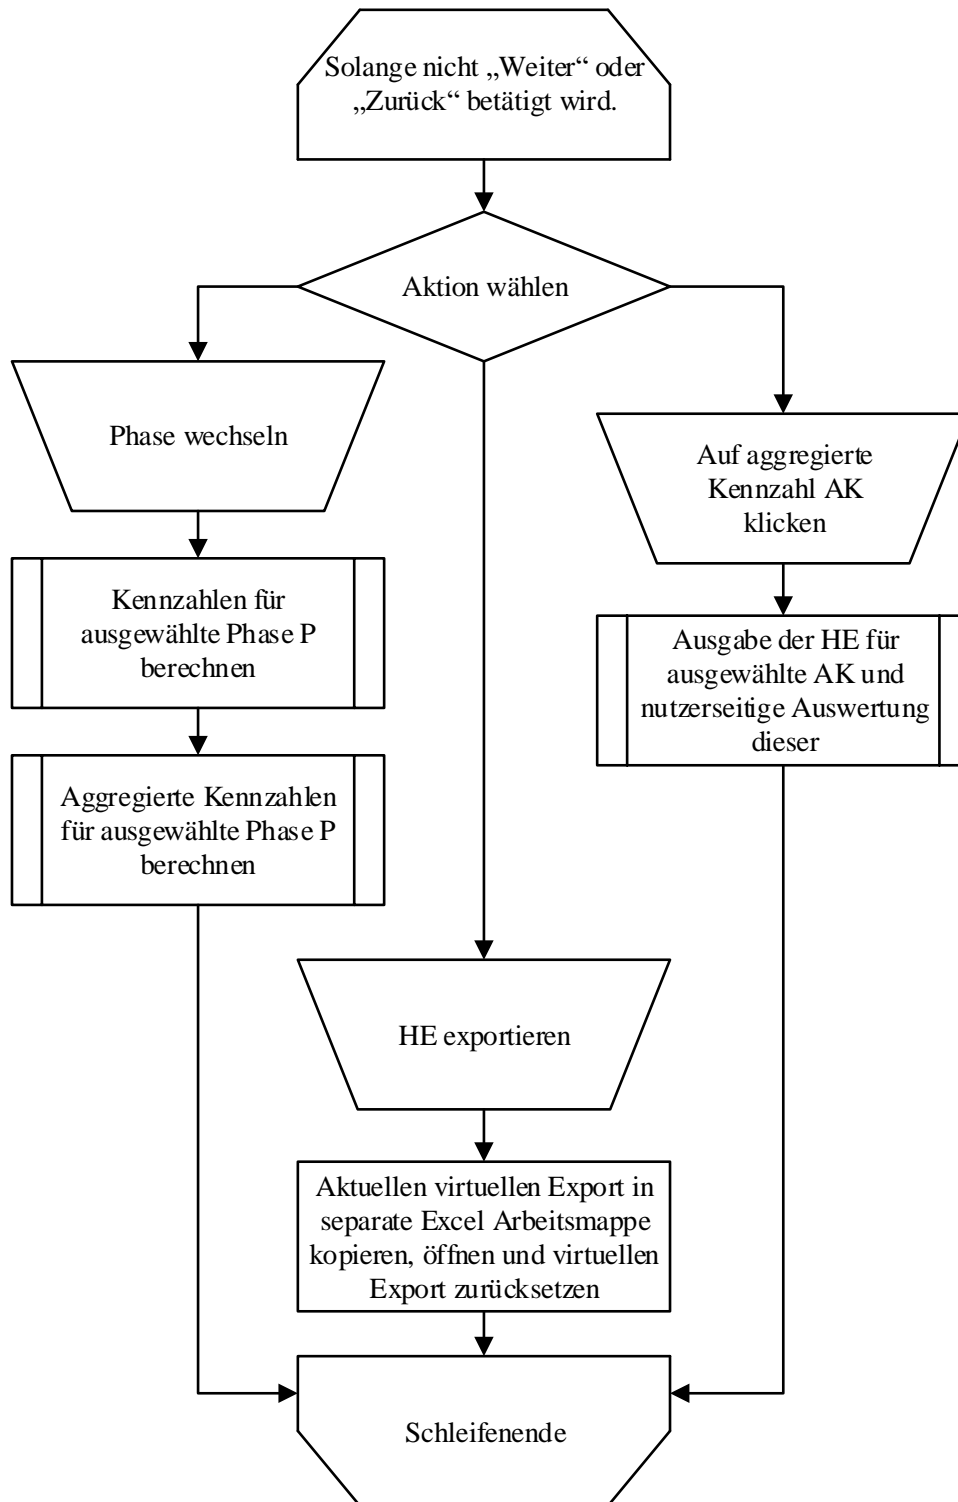 Solange nicht „Weiter“ oder
„Zurück“ betätigt wird.
Aktion wählen
Phase wechseln
Kennzahlen für
ausgewählte Phase P
berechnen
Aggregierte Kennzahlen
für ausgewählte Phase P
berechnen
HE exportieren
Aktuellen virtuellen Export in
separate Excel Arbeitsmappe
kopieren, öffnen und virtuellen
Export zurücksetzen
Auf aggregierte
Kennzahl AK
klicken
Ausgabe der HE für
ausgewählte AK und
nutzerseitige Auswertung
dieser
Schleifenende